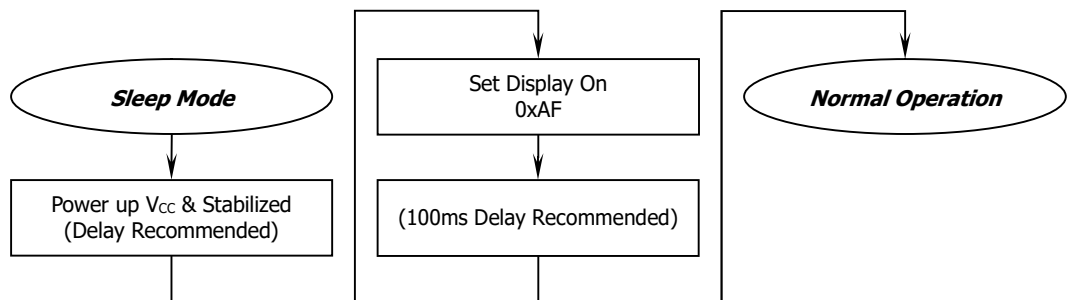 Sleep Mode
Power up VCC & Stabilized
(Delay Recommended)
Set Display On
0xAF
(100ms Delay Recommended)
Normal Operation